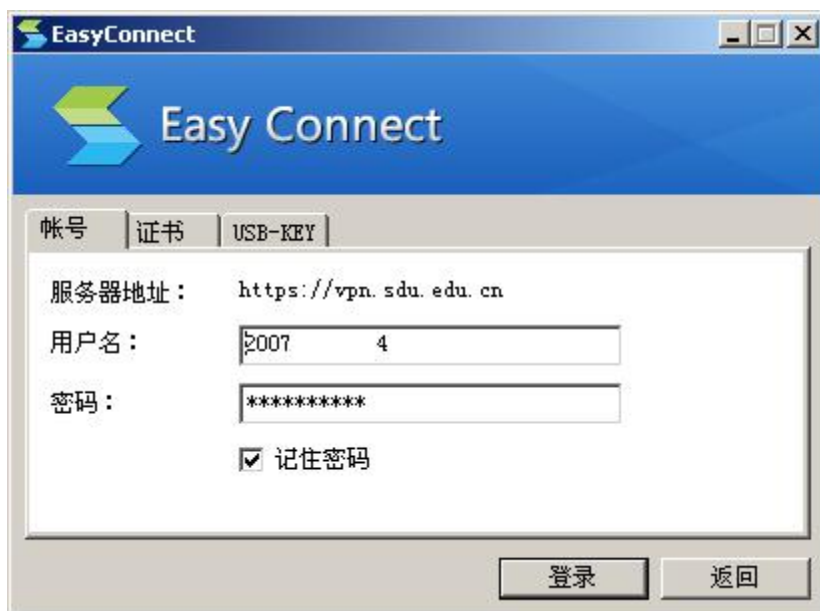 EasyConnect
Easy Connect
帐号 证书 USB-KEY
服务器地址： https://vpn.sdu.edu.cn
用户名： 2007 4
密码： **********
记住密码
登录 返回